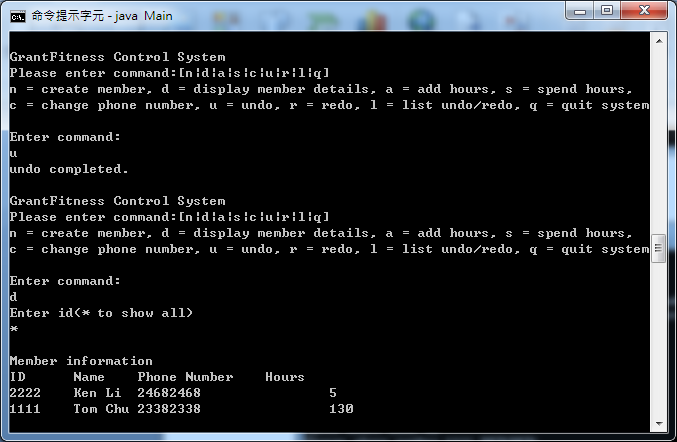 命令提示字元 - java Main
GrantFitness Control System
Please enter command:[n¦d¦a¦s¦c¦u¦r¦l¦q]
n = create member, d = display member details, a = add hours, s = spend hours,
c = change phone number, u = undo, r = redo, l = list undo/redo, q = quit system
Enter command:
u
undo completed.
GrantFitness Control System
Please enter command:[n¦d¦a¦s¦c¦u¦r¦l¦q]
n = create member, d = display member details, a = add hours, s = spend hours,
c = change phone number, u = undo, r = redo, l = list undo/redo, q = quit system
Enter command:
d
Enter id(* to show all)
*
Member information
ID Name Phone Number Hours
2222 Ken Li 24682468 5
1111 Tom Chu 23382338 130